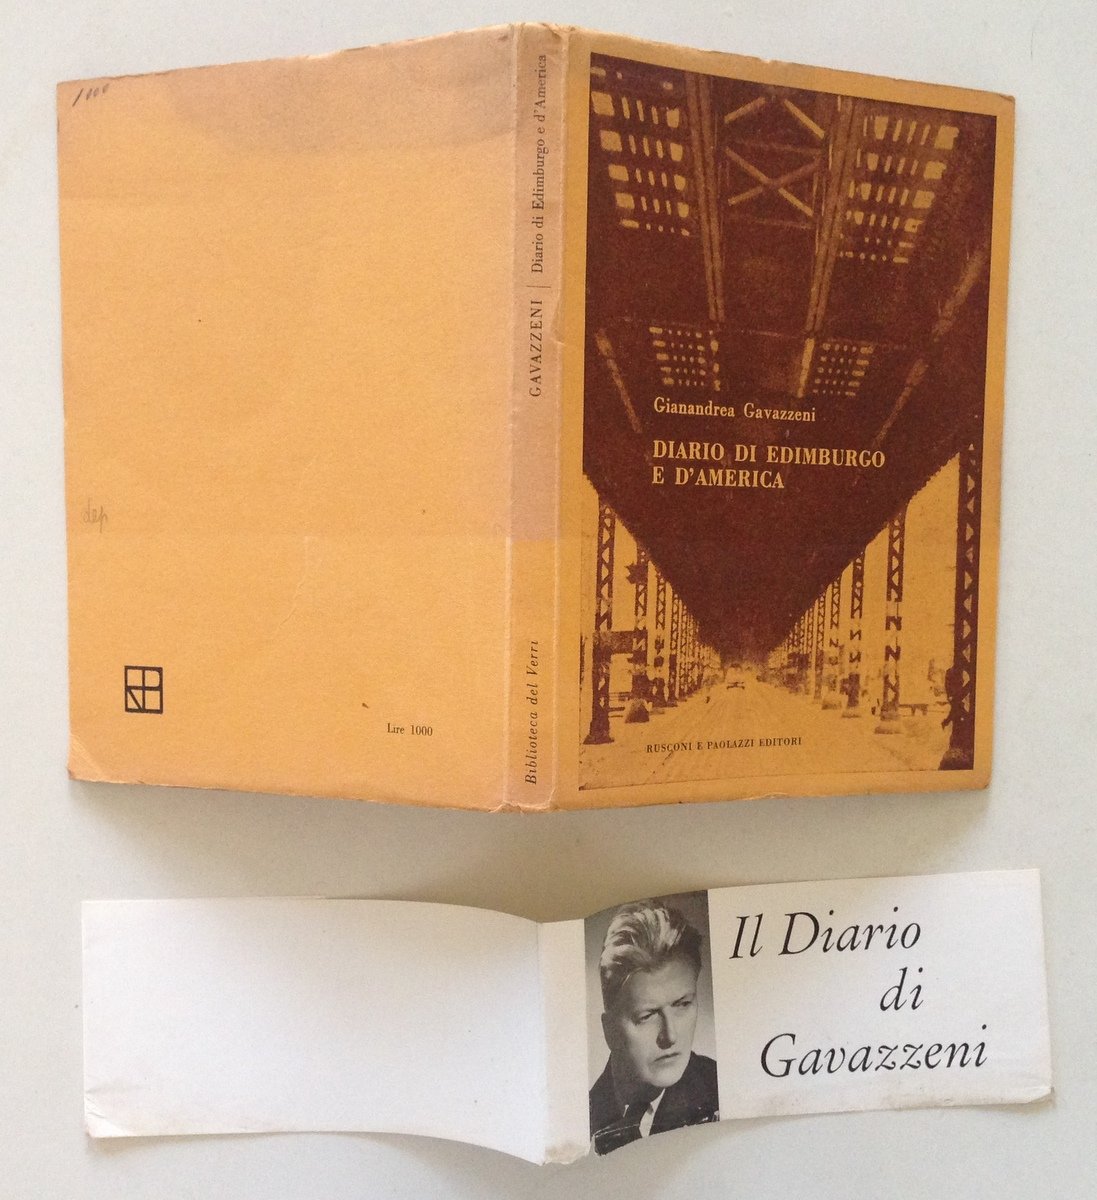 1000
dep
Lire 1000
GAVAZZENI | Diario di Edimburgo e d'America
Biblioteca del Verri
Gianandrea Gavazzeni
DIARIO DI EDIMBURGO
E D'AMERICA
RUSCONI E PAOLAZZI EDITORI
Il Diario
di
Gavazzeni